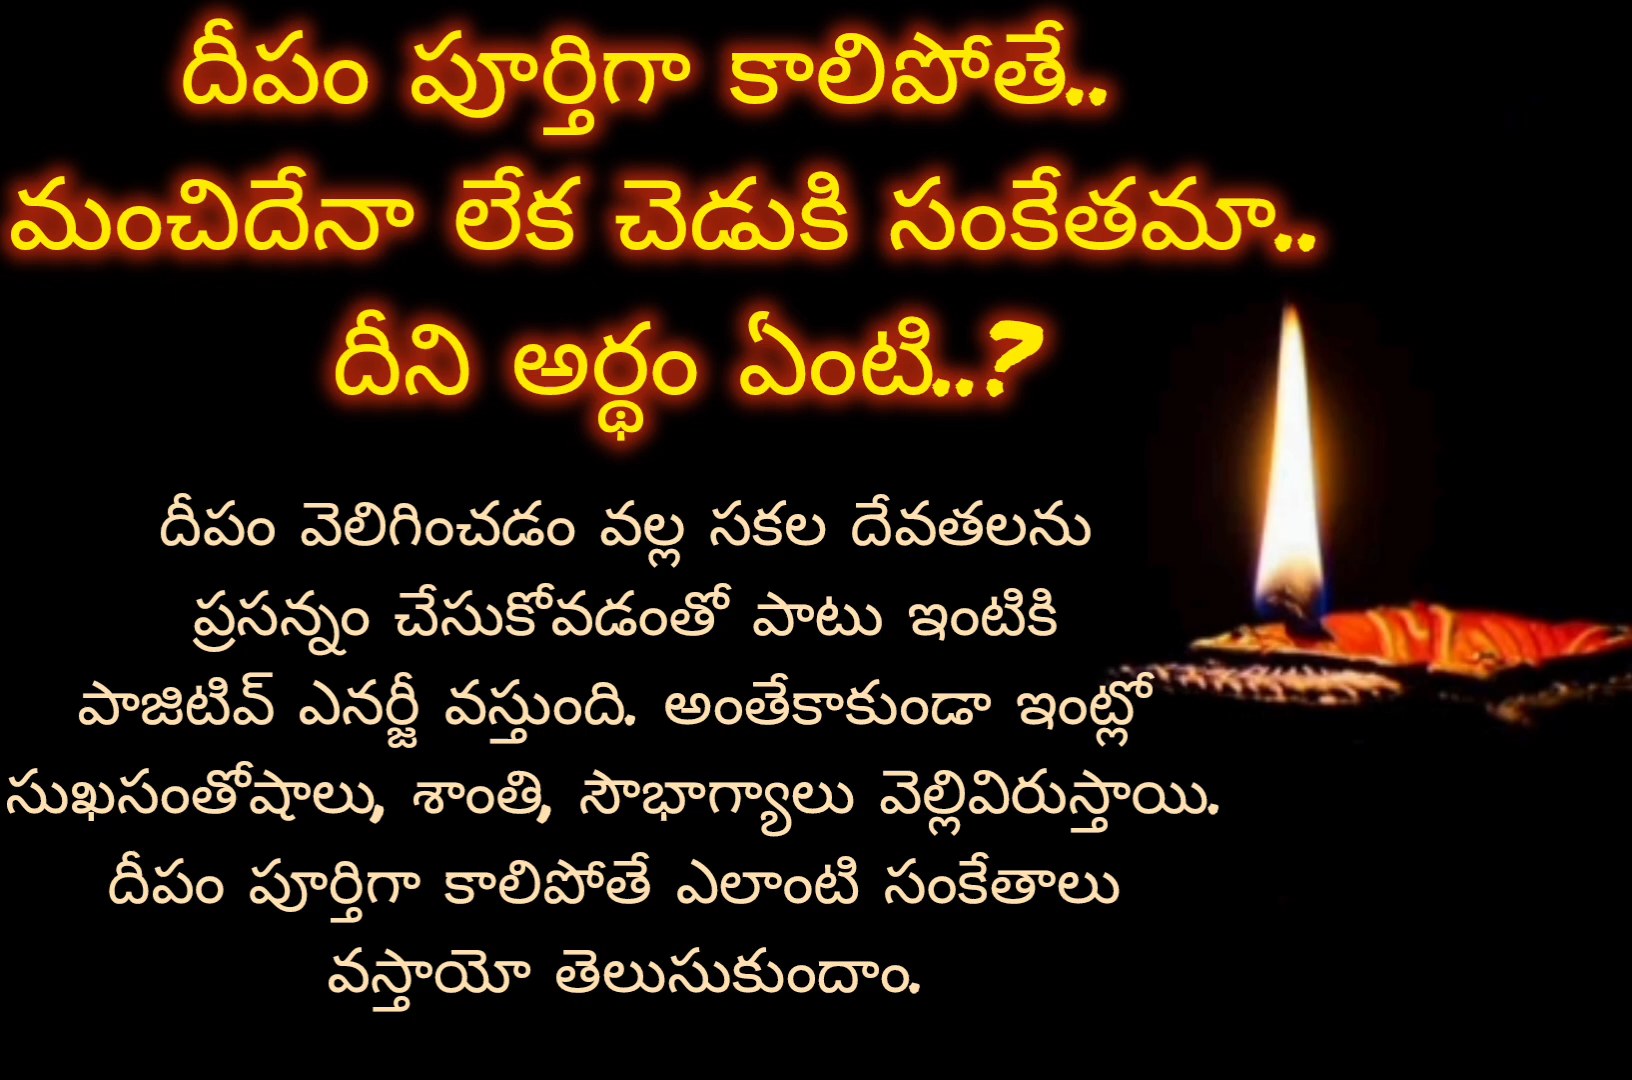 దీపం పూర్తిగా కాలిపోతే..
మంచిదేనా లేక చెడుకి సంకేతమా..
దీని అర్థం ఏంటి..?
దీపం వెలిగించడం వల్ల సకల దేవతలను
ప్రసన్నం చేసుకోవడంతో పాటు ఇంటికి
పాజిటివ్ ఎనర్జీ వస్తుంది. అంతేకాకుండా ఇంట్లో
సుఖసంతోషాలు, శాంతి, సౌభాగ్యాలు వెల్లివిరుస్తాయి.
దీపం పూర్తిగా కాలిపోతే ఎలాంటి సంకేతాలు
వస్తాయో తెలుసుకుందాం.